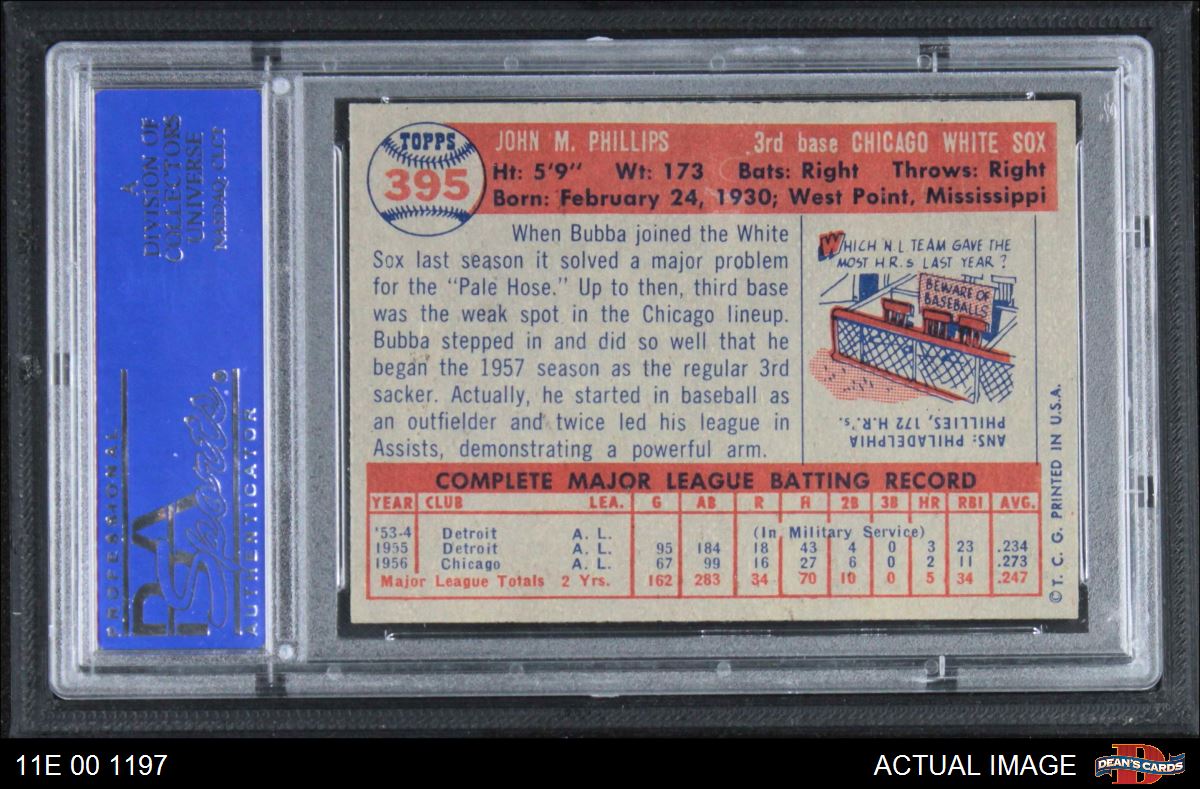 A
DIVISION OF
COLLECTORS
UNIVERSE
NASDAQ: CLCT
PROFESSIONAL
PSA
Sports
AUTHENTICATOR
TOPPS
395
JOHN M. PHILLIPS 3rd base CHICAGO WHITE SOX
Ht: 5'9" Wt: 173 Bats: Right Throws: Right
Born: February 24, 1930; West Point, Mississippi
When Bubba joined the White
Sox last season it solved a major problem
for the "Pale Hose." Up to then, third base
was the weak spot in the Chicago lineup.
Bubba stepped in and did so well that he
began the 1957 season as the regular 3rd
sacker. Actually, he started in baseball as
an outfielder and twice led his league in
Assists, demonstrating a powerful arm.
WHICH N.L. TEAM GAVE THE
MOST H.R.s LAST YEAR?
BEWARE OF
BASEBALLS
ANS: PHILADELPHIA
PHILLIES, 172 H.R.'s.
COMPLETE MAJOR LEAGUE BATTING RECORD
YEAR CLUB LEA. G AB R H 2B 3B HR RBI AVG.
'53-4 Detroit A. L. (In Military Service)
1955 Detroit A. L. 95 184 18 43 4 0 3 23 .234
1956 Chicago A. L. 67 99 16 27 6 0 2 11 .273
Major League Totals 2 Yrs. 162 283 34 70 10 0 5 34 .247
© T. C. G. PRINTED IN U.S.A.
11E 00 1197
ACTUAL IMAGE
D
DEAN'S CARDS